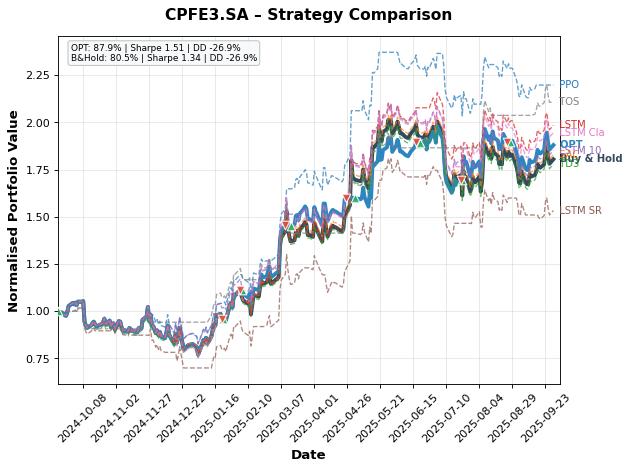 CPFE3.SA – Strategy Comparison
OPT: 87.9% | Sharpe 1.51 | DD -26.9%
B&Hold: 80.5% | Sharpe 1.34 | DD -26.9%
Normalised Portfolio Value
2.25
2.00
1.75
1.50
1.25
1.00
0.75
PPO
TOS
LSTM
LSTM Cla
OPT
LSTM 10
Buy & Hold
TD3
LSTM SR
2024-10-08
2024-11-02
2024-11-27
2024-12-22
2025-01-16
2025-02-10
2025-03-07
2025-04-01
2025-04-26
2025-05-21
2025-06-15
2025-07-10
2025-08-04
2025-08-29
2025-09-23
Date